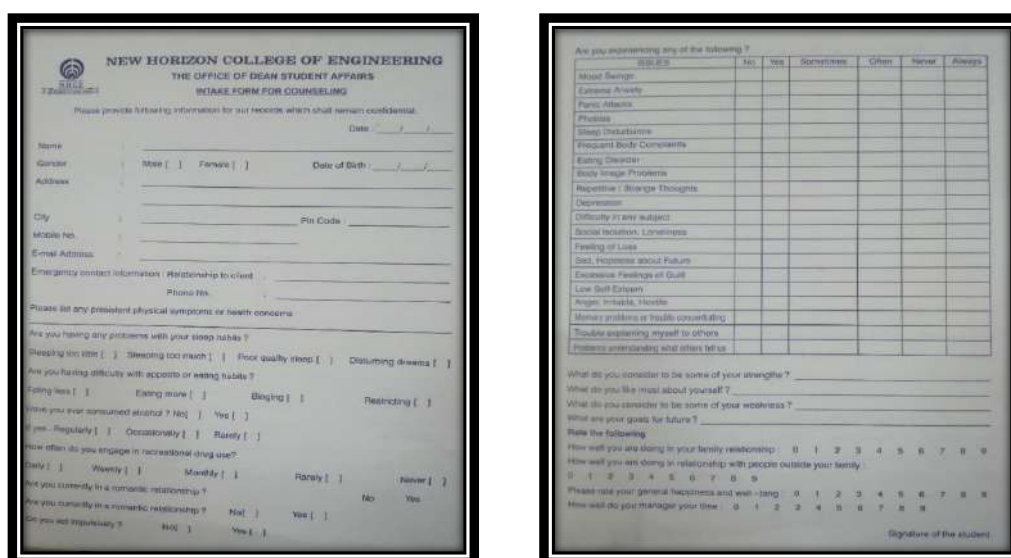 NEW HORIZON COLLEGE OF ENGINEERING
THE OFFICE OF DEAN STUDENT AFFAIRS
INTAKE FORM FOR COUNSELING
Please provide following information for our records which shall remain confidential.
Date : ___/___/___
Name :
Gender : Male [ ] Female [ ] Date of Birth : ___/___/___
Address :
City : Pin Code :
Mobile No. :
E-mail Address :
Emergency contact information : Relationship to client :
Phone No. :
Please list any persistent physical symptoms or health concerns
Are you having any problems with your sleep habits ?
Sleeping too little [ ] Sleeping too much [ ] Poor quality sleep [ ] Disturbing dreams [ ]
Are you having difficulty with appetite or eating habits ?
Eating less [ ] Eating more [ ] Binging [ ] Restricting [ ]
Have you ever consumed alcohol ? No[ ] Yes [ ]
If yes - Regularly [ ] Occasionally [ ] Rarely [ ]
How often do you engage in recreational drug use?
Daily [ ] Weekly [ ] Monthly [ ] Rarely [ ] Never [ ]
Are you currently in a romantic relationship ? No Yes
Are you currently in a romantic relationship ? No[ ] Yes [ ]
Do you act impulsively ? No[ ] Yes [ ]
Are you experiencing any of the following ?
ISSUES No Yes Sometimes Often Never Always
Mood Swings
Extreme Anxiety
Panic Attacks
Phobias
Sleep Disturbance
Frequent Body Complaints
Eating Disorder
Body Image Problems
Repetitive / Strange Thoughts
Depression
Difficulty in any subject
Social Isolation, Loneliness
Feeling of Loss
Sad, Hopeless about Future
Excessive Feelings of Guilt
Low Self Esteem
Anger, Irritable, Hostile
Memory problems or trouble concentrating
Trouble explaining myself to others
Problems understanding what others tell us
What do you consider to be some of your strengths ?
What do you like most about yourself ?
What do you consider to be some of your weakness ?
What are your goals for future ?
Rate the following
How well you are doing in your family relationship : 0 1 2 3 4 5 6 7 8 9
How well you are doing in relationship with people outside your family :
0 1 2 3 4 5 6 7 8 9
Please rate your general happiness and well - being 0 1 2 3 4 5 6 7 8 9
How well do you manager your time : 0 1 2 3 4 5 6 7 8 9
Signature of the student